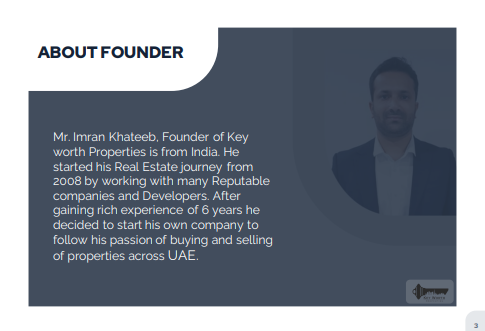 ABOUT FOUNDER
Mr. Imran Khateeb, Founder of Key
worth Properties is from India. He
started his Real Estate journey from
2008 by working with many Reputable
companies and Developers. After
gaining rich experience of 6 years he
decided to start his own company to
follow his passion of buying and selling
of properties across UAE.
3